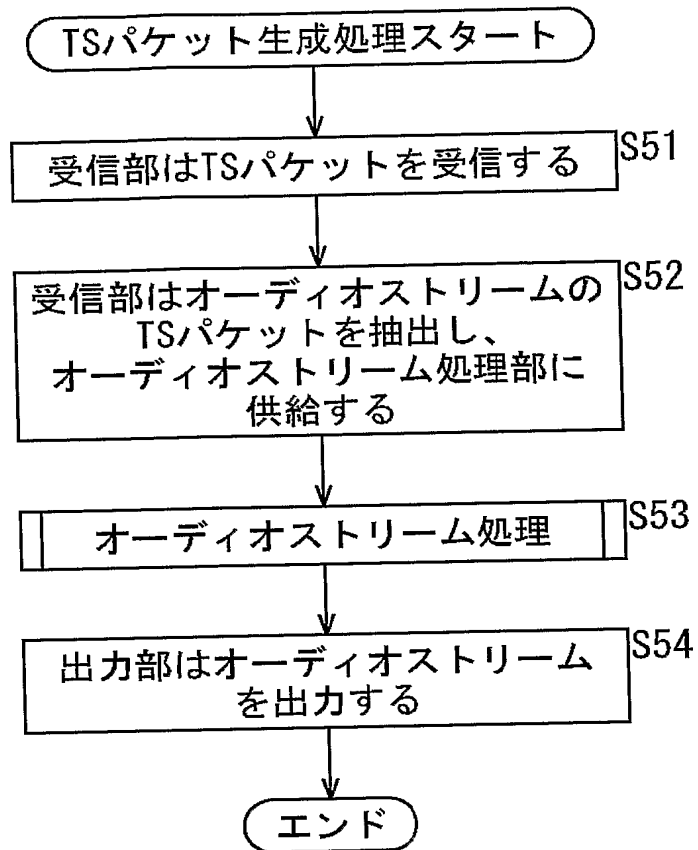 TSパケット生成処理スタート
受信部はTSパケットを受信する
S51
受信部はオーディオストリームの
TSパケットを抽出し、
オーディオストリーム処理部に
供給する
S52
オーディオストリーム処理
S53
出力部はオーディオストリーム
を出力する
S54
エンド